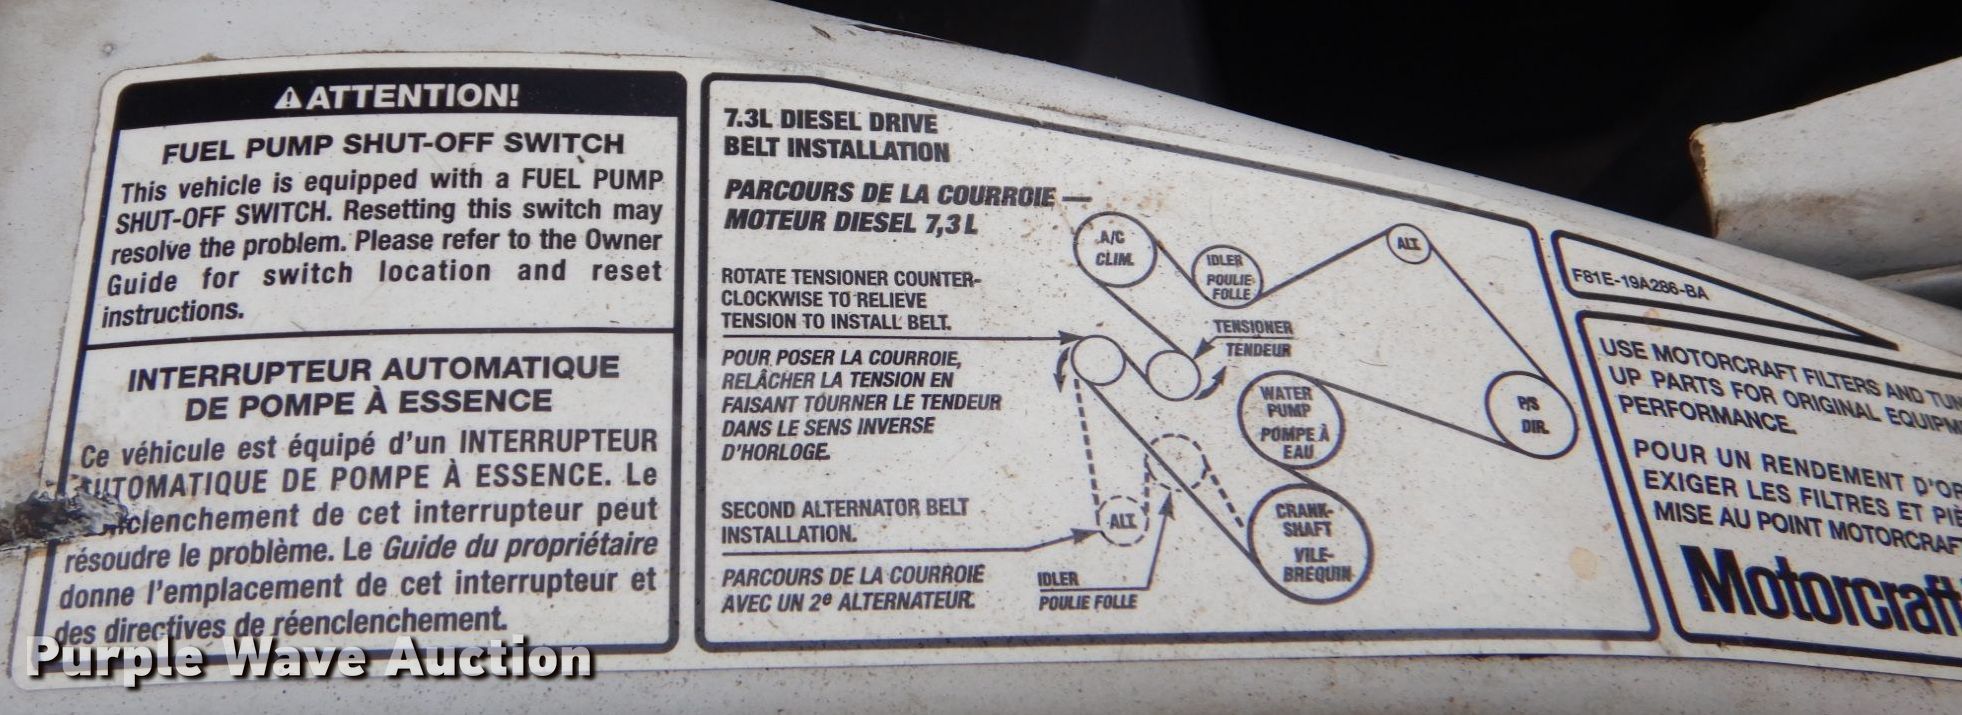 ⚠ ATTENTION!
FUEL PUMP SHUT-OFF SWITCH
This vehicle is equipped with a FUEL PUMP
SHUT-OFF SWITCH. Resetting this switch may
resolve the problem. Please refer to the Owner
Guide for switch location and reset
instructions.
INTERRUPTEUR AUTOMATIQUE
DE POMPE À ESSENCE
Ce véhicule est équipé d'un INTERRUPTEUR
AUTOMATIQUE DE POMPE À ESSENCE. Le
clenchement de cet interrupteur peut
résoudre le problème. Le Guide du propriétaire
donne l'emplacement de cet interrupteur et
des directives de réenclenchement.
7.3L DIESEL DRIVE
BELT INSTALLATION
PARCOURS DE LA COURROIE —
MOTEUR DIESEL 7,3 L
ROTATE TENSIONER COUNTER-
CLOCKWISE TO RELIEVE
TENSION TO INSTALL BELT.
POUR POSER LA COURROIE,
RELÂCHER LA TENSION EN
FAISANT TOURNER LE TENDEUR
DANS LE SENS INVERSE
D'HORLOGE.
SECOND ALTERNATOR BELT
INSTALLATION.
PARCOURS DE LA COURROIE
AVEC UN 2e ALTERNATEUR.
A/C
CLIM.
IDLER
POULIE
FOLLE
ALT.
TENSIONER
TENDEUR
WATER
PUMP
POMPE À
EAU
P/S
DIR.
ALT.
CRANK-
SHAFT
VILE-
BREQUIN
IDLER
POULIE FOLLE
F81E-19A286-BA
USE MOTORCRAFT FILTERS AND TUN
UP PARTS FOR ORIGINAL EQUIPM
PERFORMANCE.
POUR UN RENDEMENT D'OR
EXIGER LES FILTRES ET PIÈ
MISE AU POINT MOTORCRAF
Motorcraft
Purple Wave Auction